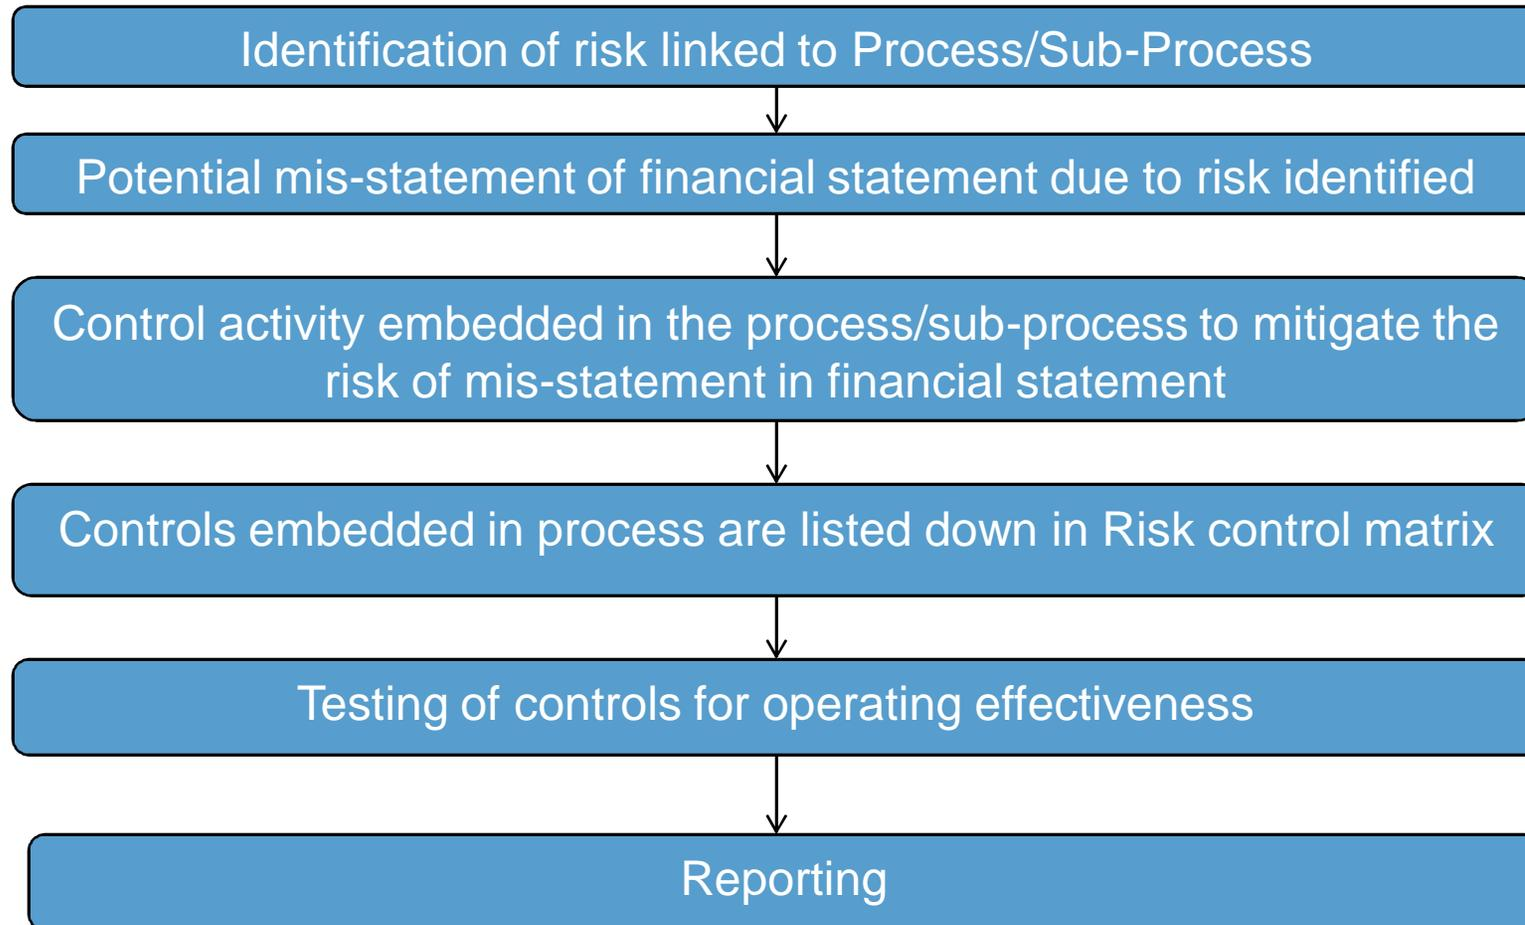 Identification of risk linked to Process/Sub-Process
Potential mis-statement of financial statement due to risk identified
Control activity embedded in the process/sub-process to mitigate the
risk of mis-statement in financial statement
Controls embedded in process are listed down in Risk control matrix
Testing of controls for operating effectiveness
Reporting